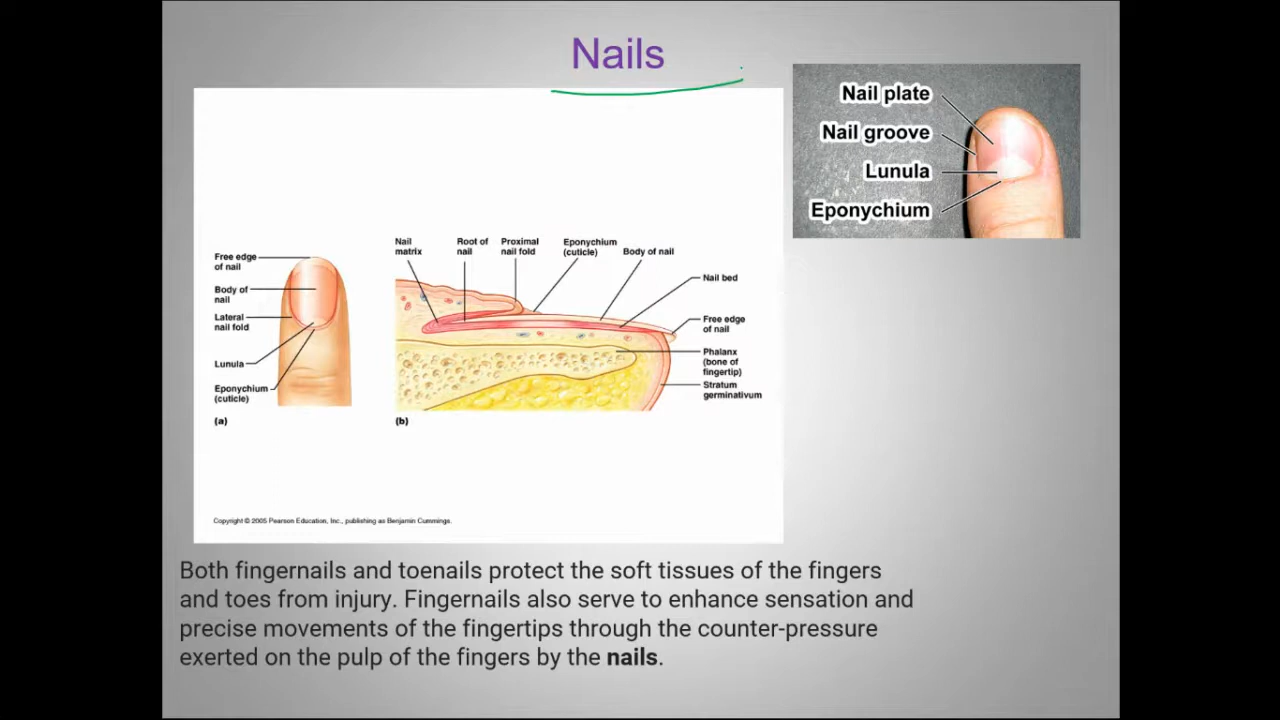 Nails
Nail plate
Nail groove
Lunula
Eponychium
Free edge
of nail
Body of
nail
Lateral
nail fold
Lunula
Eponychium
(cuticle)
(a)
Nail
matrix
Root of
nail
Proximal
nail fold
Eponychium
(cuticle)
Body of nail
Nail bed
Free edge
of nail
Phalanx
(bone of
fingertip)
Stratum
germinativum
(b)
Copyright © 2005 Pearson Education, Inc., publishing as Benjamin Cummings.
Both fingernails and toenails protect the soft tissues of the fingers
and toes from injury. Fingernails also serve to enhance sensation and
precise movements of the fingertips through the counter-pressure
exerted on the pulp of the fingers by the nails.